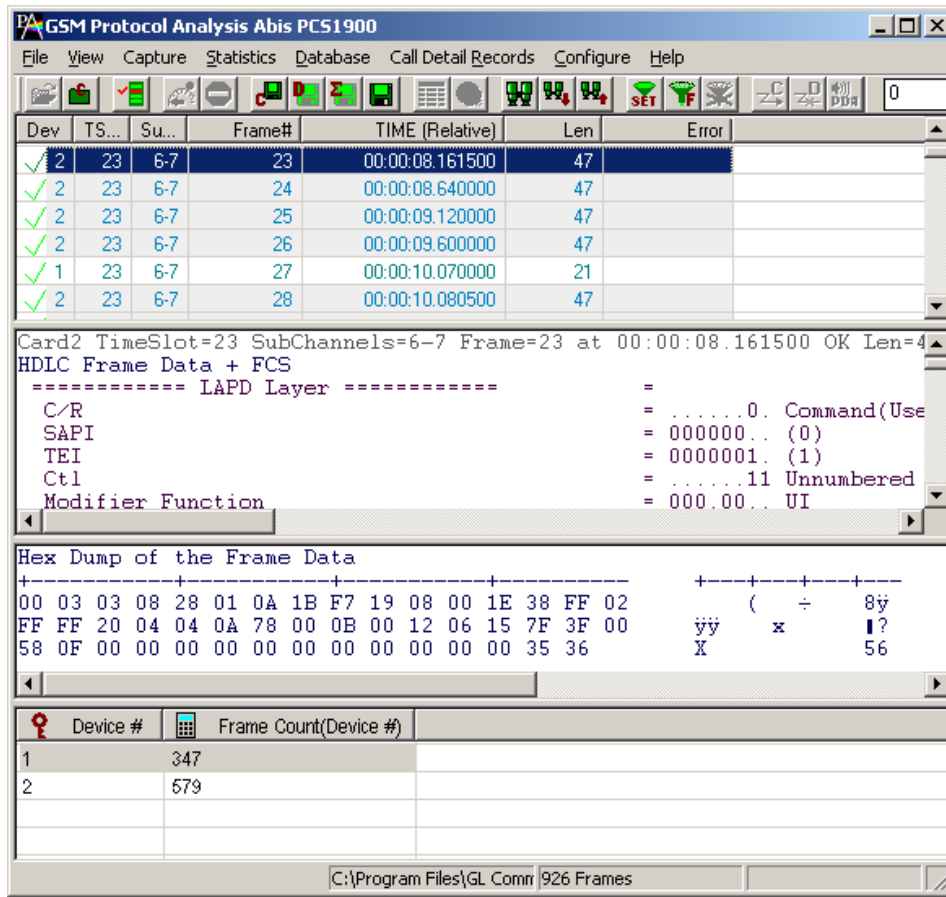 GSM Protocol Analysis Abis PCS1900
File View Capture Statistics Database Call Detail Records Configure Help
SET F PDA 0
Dev TS... Su... Frame# TIME (Relative) Len Error
2 23 6-7 23 00:00:08.161500 47
2 23 6-7 24 00:00:08.640000 47
2 23 6-7 25 00:00:09.120000 47
2 23 6-7 26 00:00:09.600000 47
1 23 6-7 27 00:00:10.070000 21
2 23 6-7 28 00:00:10.080500 47
Card2 TimeSlot=23 SubChannels=6-7 Frame=23 at 00:00:08.161500 OK Len=4
HDLC Frame Data + FCS
============ LAPD Layer ============ =
C/R = ......0. Command(Use
SAPI = 000000.. (0)
TEI = 0000001. (1)
Ctl = ......11 Unnumbered
Modifier Function = 000.00.. UI
Hex Dump of the Frame Data
+-----------+-----------+-----------+----------- +---+---+---+---
00 03 03 08 28 01 0A 1B F7 19 08 00 1E 38 FF 02 ( ÷ 8ÿ
FF FF 20 04 04 0A 78 00 0B 00 12 06 15 7F 3F 00 ÿÿ x ▮?
58 0F 00 00 00 00 00 00 00 00 00 00 00 35 36 X 56
Device # Frame Count(Device #)
1 347
2 579
C:\Program Files\GL Comm 926 Frames